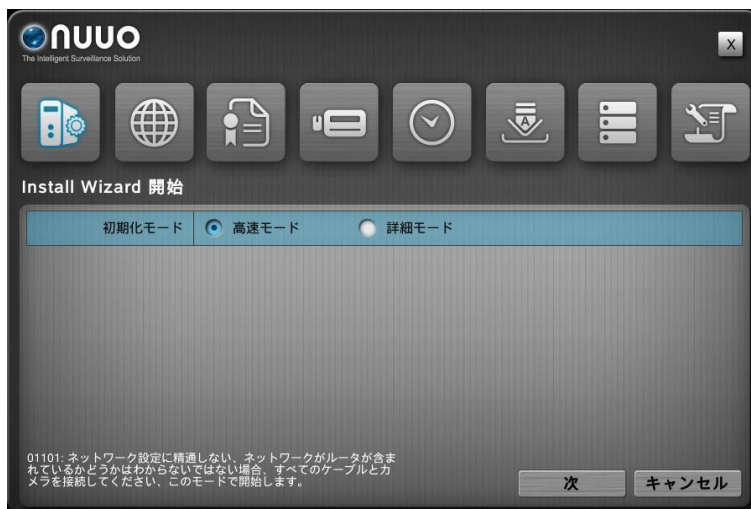 nuuo
The Intelligent Surveillance Solution
X
A
Install Wizard 開始
初期化モード 高速モード 詳細モード
01101: ネットワーク設定に精通しない、ネットワークがルータが含ま
れているかどうかはわからないではない場合、すべてのケーブルとカ
メラを接続してください、このモードで開始します。
次 キャンセル